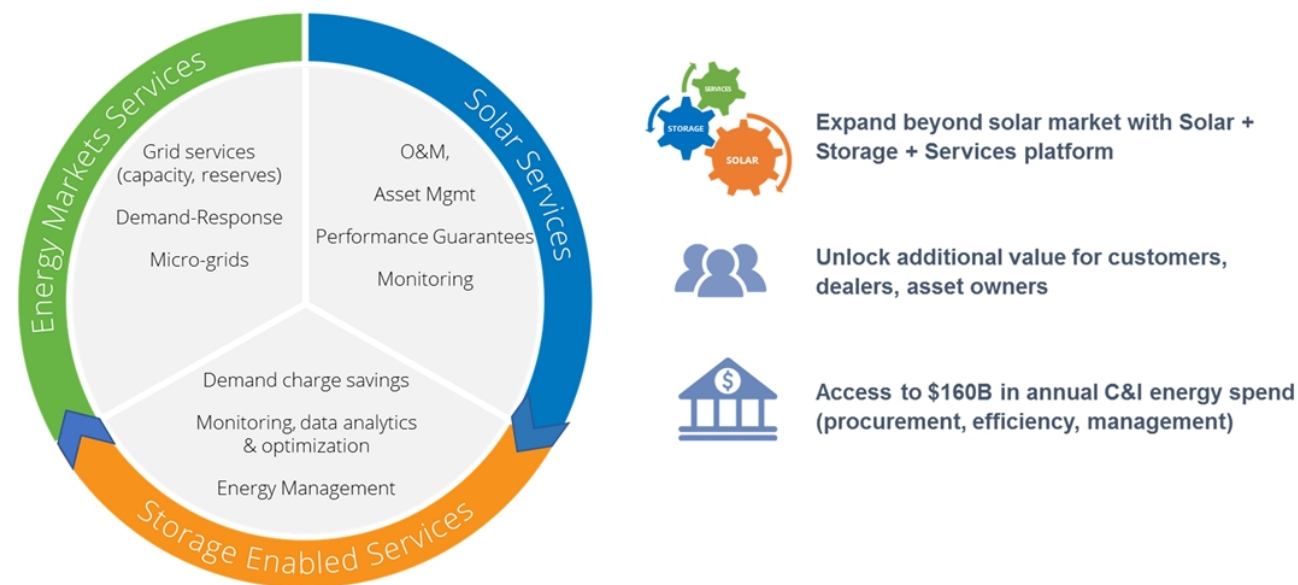 Energy Markets Services
Grid services
(capacity, reserves)
Demand-Response
Micro-grids
Solar Services
O&M,
Asset Mgmt
Performance Guarantees
Monitoring
Demand charge savings
Monitoring, data analytics
& optimization
Energy Management
Storage Enabled Services
SERVICES
STORAGE
SOLAR
Expand beyond solar market with Solar +
Storage + Services platform
Unlock additional value for customers,
dealers, asset owners
$
Access to $160B in annual C&I energy spend
(procurement, efficiency, management)